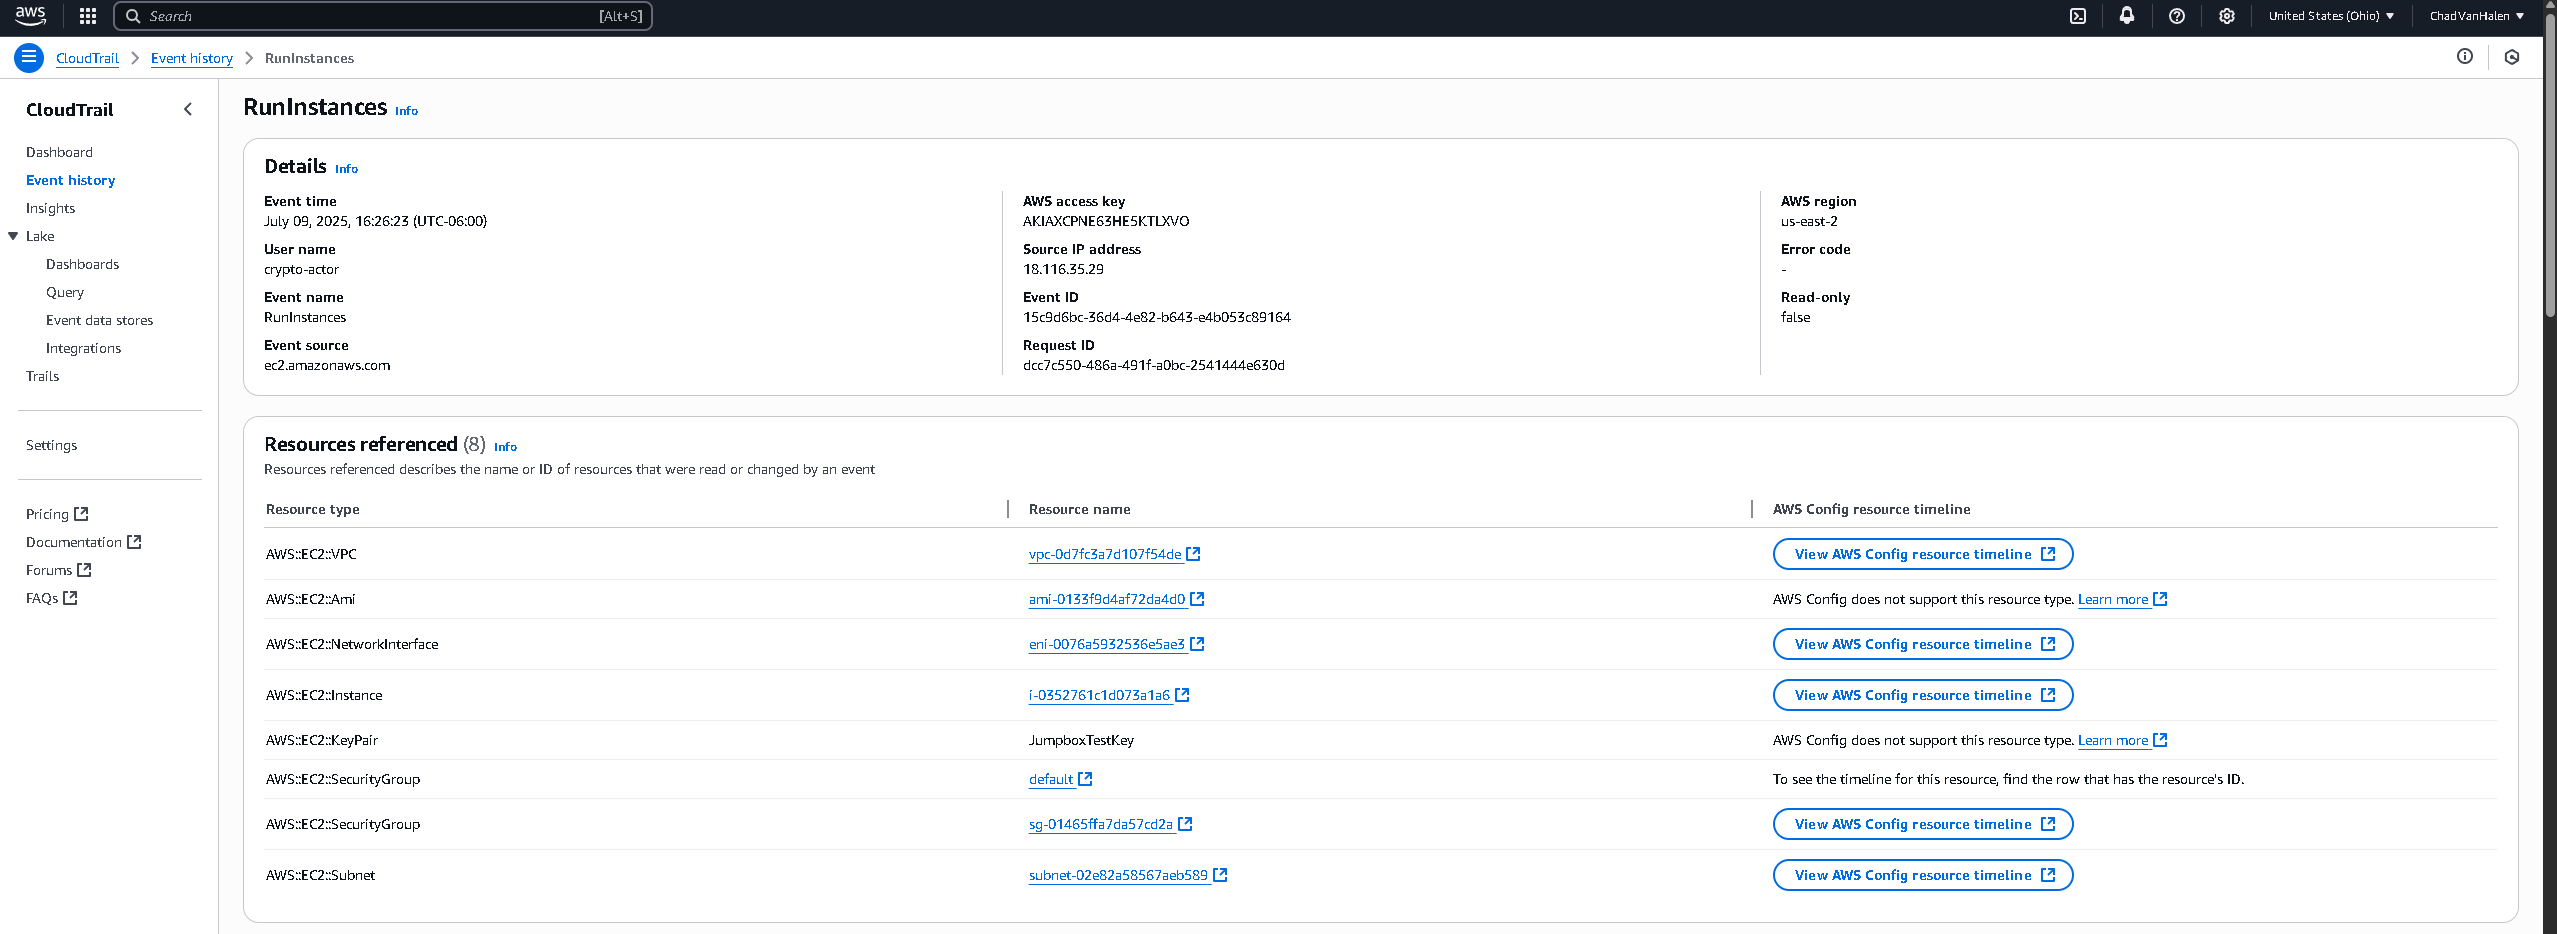 aws
Search [Alt+S]
United States (Ohio) ChadVanHalen
CloudTrail Event history RunInstances
CloudTrail
Dashboard
Event history
Insights
Lake
Dashboards
Query
Event data stores
Integrations
Trails
Settings
Pricing
Documentation
Forums
FAQs
RunInstances Info
Details Info
Event time
July 09, 2025, 16:26:23 (UTC-06:00)
User name
crypto-actor
Event name
RunInstances
Event source
ec2.amazonaws.com
AWS access key
AKIAXCPNE63HE5KTLXVO
Source IP address
18.116.35.29
Event ID
15c9d6bc-36d4-4e82-b643-e4b053c89164
Request ID
dcc7c550-486a-491f-a0bc-2541444e630d
AWS region
us-east-2
Error code
-
Read-only
false
Resources referenced (8) Info
Resources referenced describes the name or ID of resources that were read or changed by an event
Resource type Resource name AWS Config resource timeline
AWS::EC2::VPC vpc-0d7fc3a7d107f54de View AWS Config resource timeline
AWS::EC2::Ami ami-0133f9d4af72da4d0 AWS Config does not support this resource type. Learn more
AWS::EC2::NetworkInterface eni-0076a5932536e5ae3 View AWS Config resource timeline
AWS::EC2::Instance i-0352761c1d073a1a6 View AWS Config resource timeline
AWS::EC2::KeyPair JumpboxTestKey AWS Config does not support this resource type. Learn more
AWS::EC2::SecurityGroup default To see the timeline for this resource, find the row that has the resource's ID.
AWS::EC2::SecurityGroup sg-01465ffa7da57cd2a View AWS Config resource timeline
AWS::EC2::Subnet subnet-02e82a58567aeb589 View AWS Config resource timeline